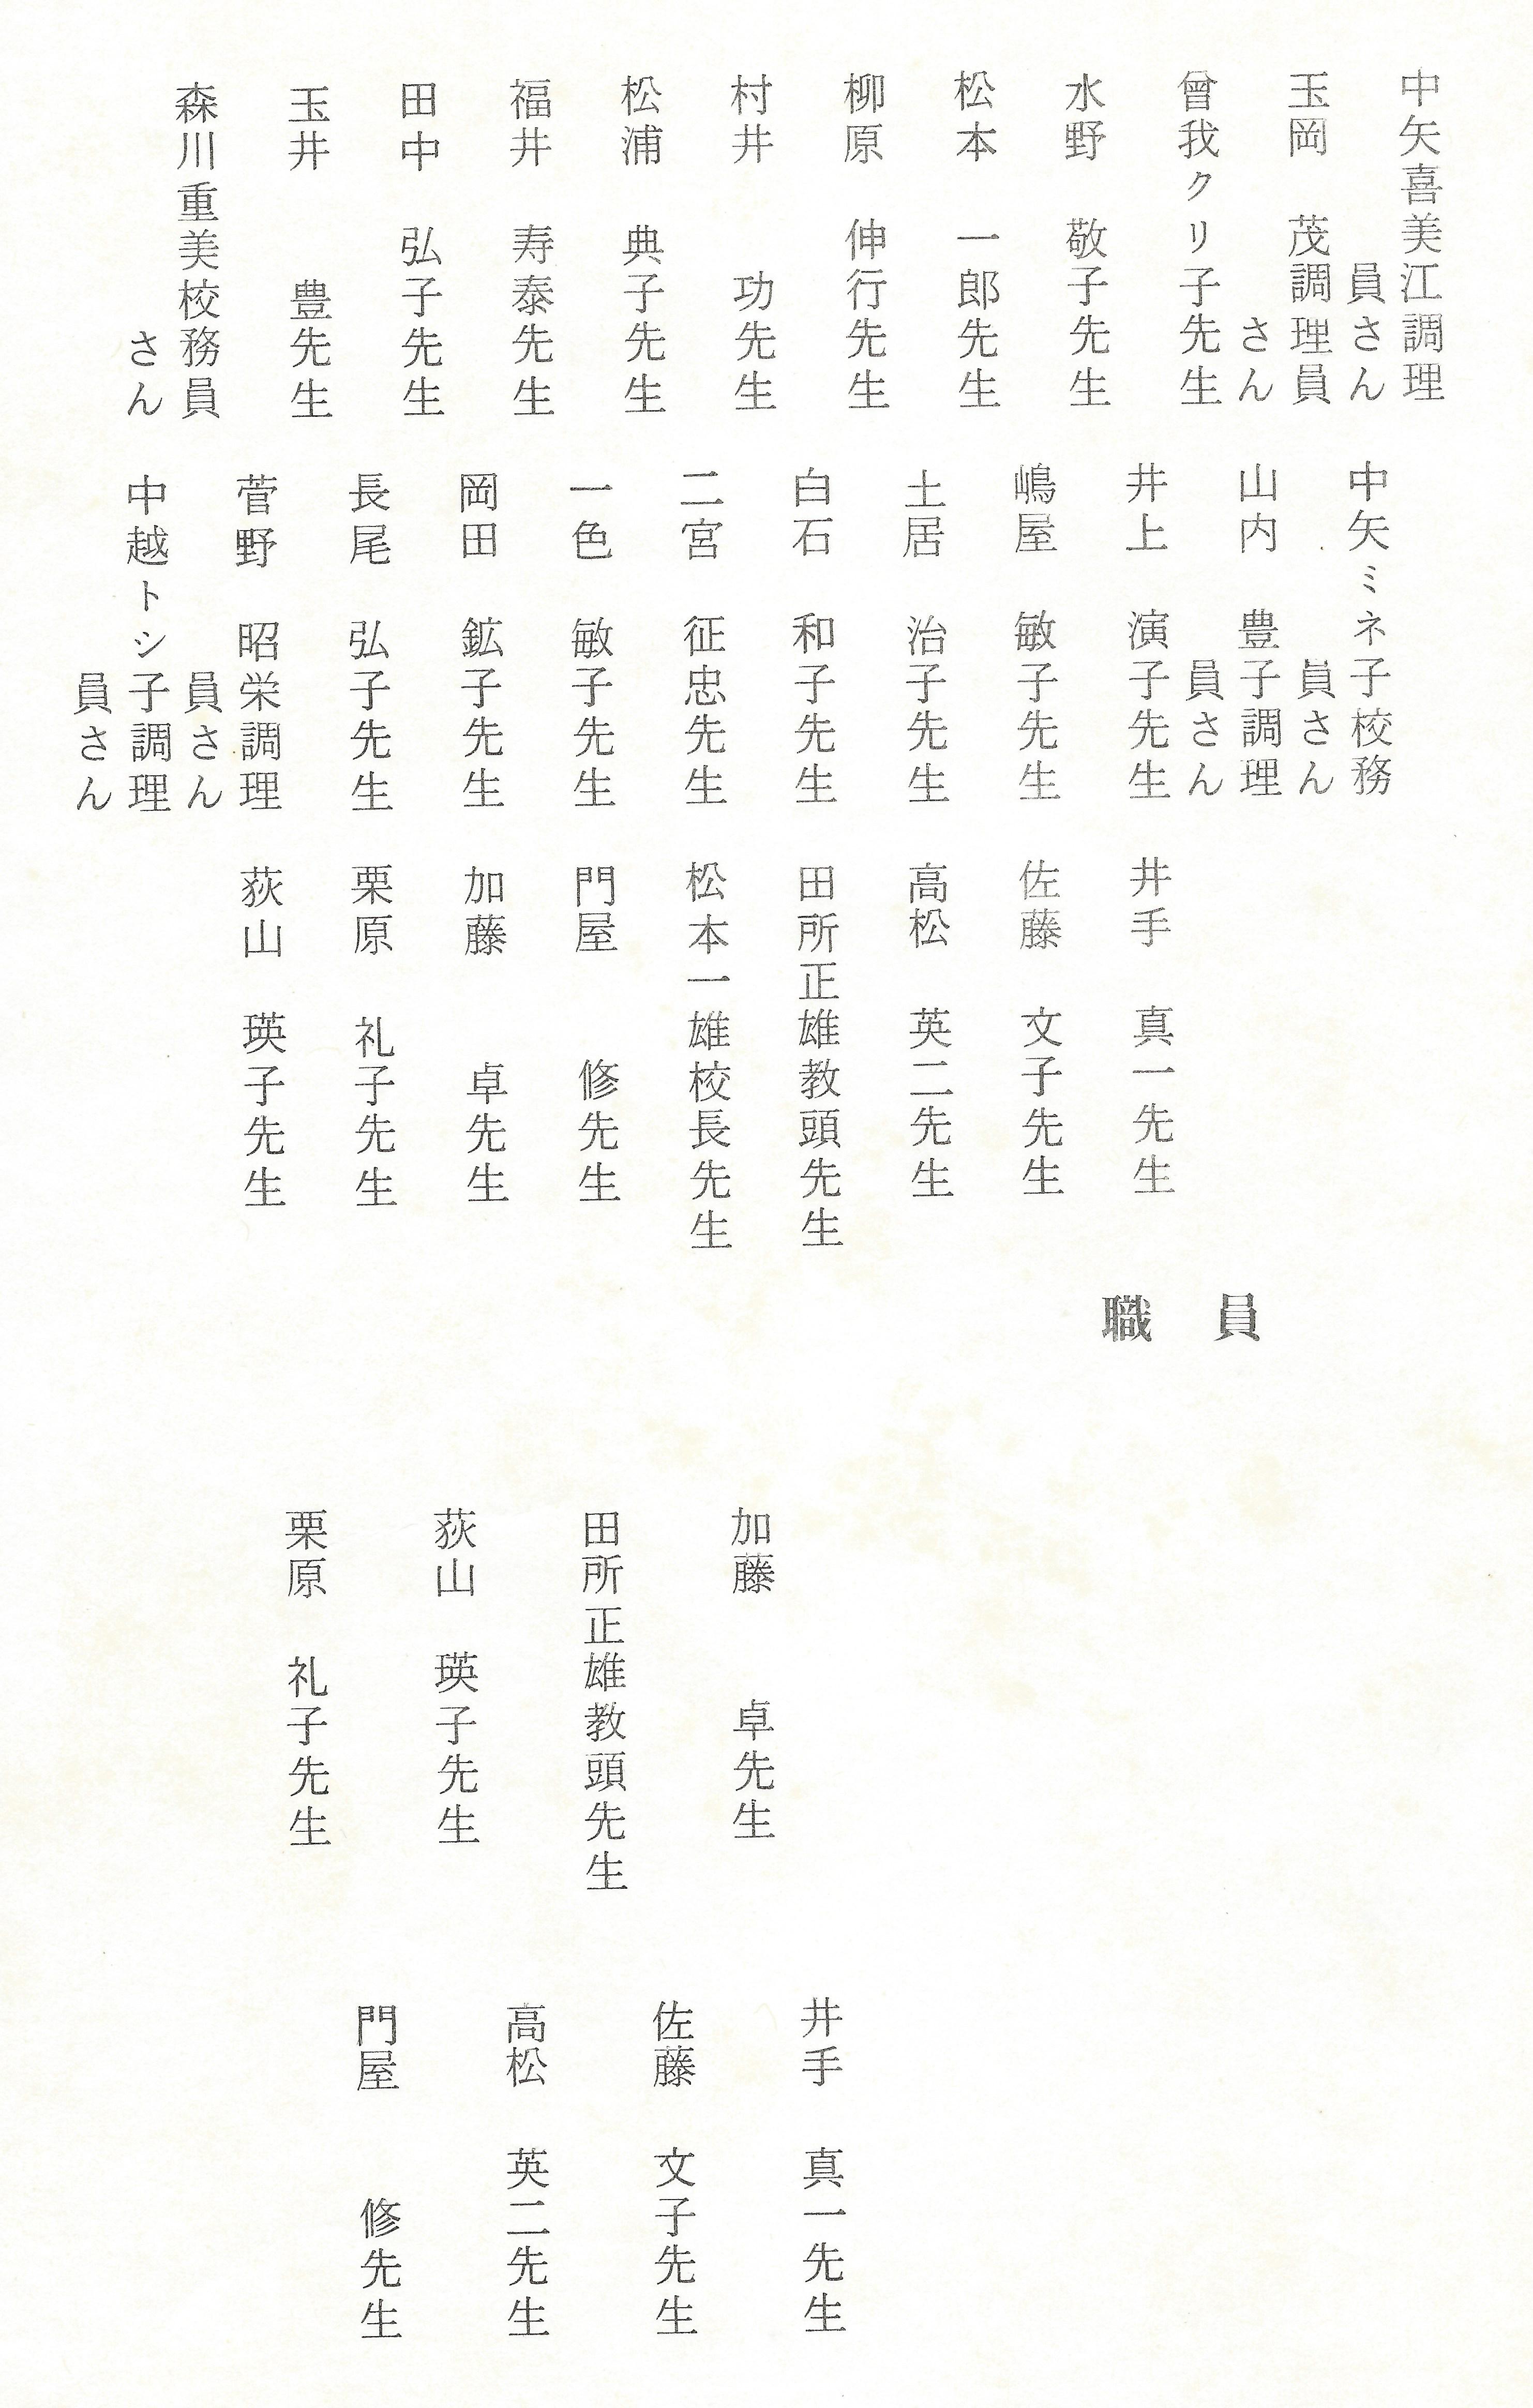 中矢喜美江調理
員さん
玉岡　茂調理員
さん
曾我クリ子先生
水野　敬子先生
松本　一郎先生
柳原　伸行先生
村井　　功先生
松浦　典子先生
福井　寿泰先生
田中　弘子先生
玉井　　豊先生
森川重美校務員
さん
中矢ミネ子校務
員さん
山内　豊子調理
員さん
井上　演子先生
嶋屋　敏子先生
土居　治子先生
白石　和子先生
二宮　征忠先生
一色　敏子先生
岡田　鉱子先生
長尾　弘子先生
菅野　昭栄調理
員さん
中越トシ子調理
員さん
井手　真一先生
佐藤　文子先生
高松　英二先生
田所正雄教頭先生
松本一雄校長先生
門屋　　修先生
加藤　　卓先生
栗原　礼子先生
荻山　瑛子先生
職　員
加藤　　卓先生
田所正雄教頭先生
荻山　瑛子先生
栗原　礼子先生
井手　真一先生
佐藤　文子先生
高松　英二先生
門屋　　修先生